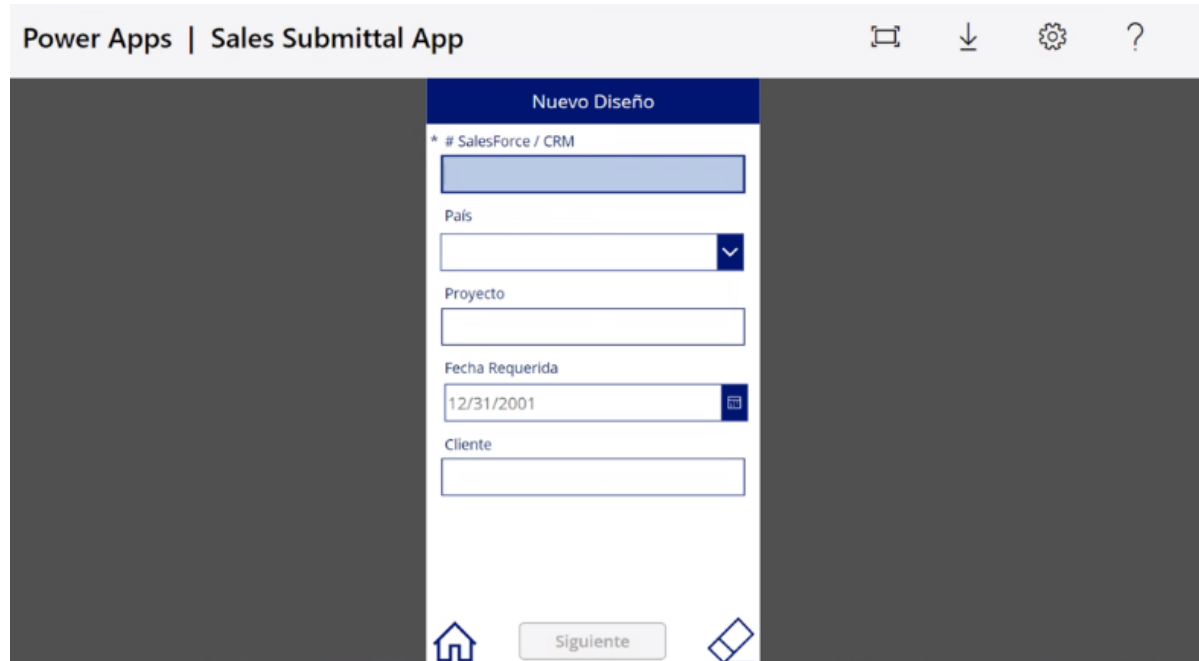 Power Apps | Sales Submittal App
?
Nuevo Diseño
* # SalesForce / CRM
País
Proyecto
Fecha Requerida
12/31/2001
Cliente
Siguiente